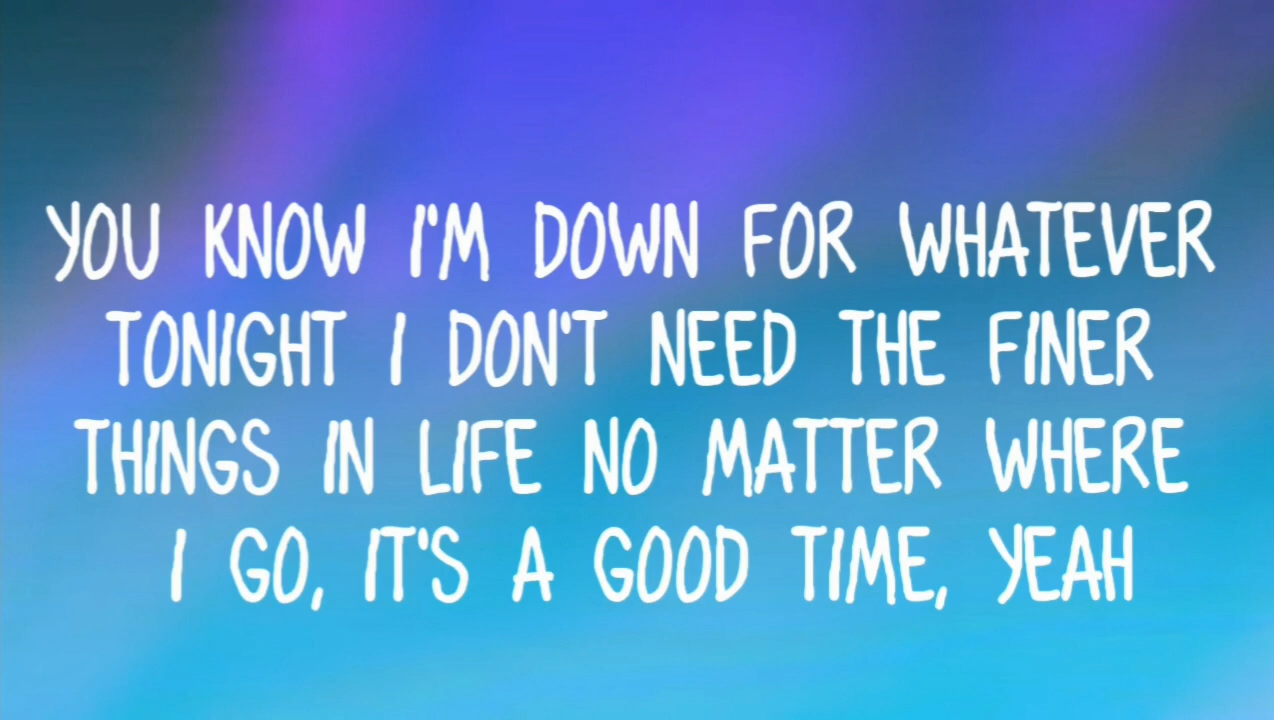 YOU KNOW I'M DOWN FOR WHATEVER
TONIGHT I DON'T NEED THE FINER
THINGS IN LIFE NO MATTER WHERE
I GO, IT'S A GOOD TIME, YEAH